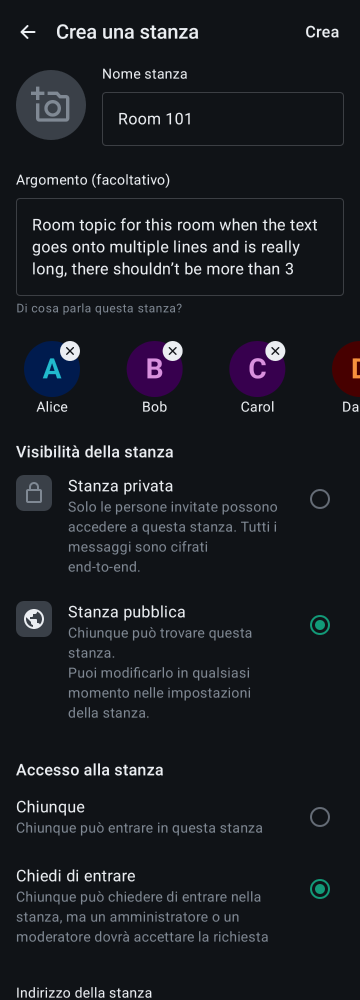 Crea una stanza
Crea
Nome stanza
Room 101
Argomento (facoltativo)
Room topic for this room when the text
goes onto multiple lines and is really
long, there shouldn’t be more than 3
Di cosa parla questa stanza?
A
B
C
D
Alice
Bob
Carol
Da
Visibilità della stanza
Stanza privata
Solo le persone invitate possono
accedere a questa stanza. Tutti i
messaggi sono cifrati
end-to-end.
Stanza pubblica
Chiunque può trovare questa
stanza.
Puoi modificarlo in qualsiasi
momento nelle impostazioni
della stanza.
Accesso alla stanza
Chiunque
Chiunque può entrare in questa stanza
Chiedi di entrare
Chiunque può chiedere di entrare nella
stanza, ma un amministratore o un
moderatore dovrà accettare la richiesta
Indirizzo della stanza